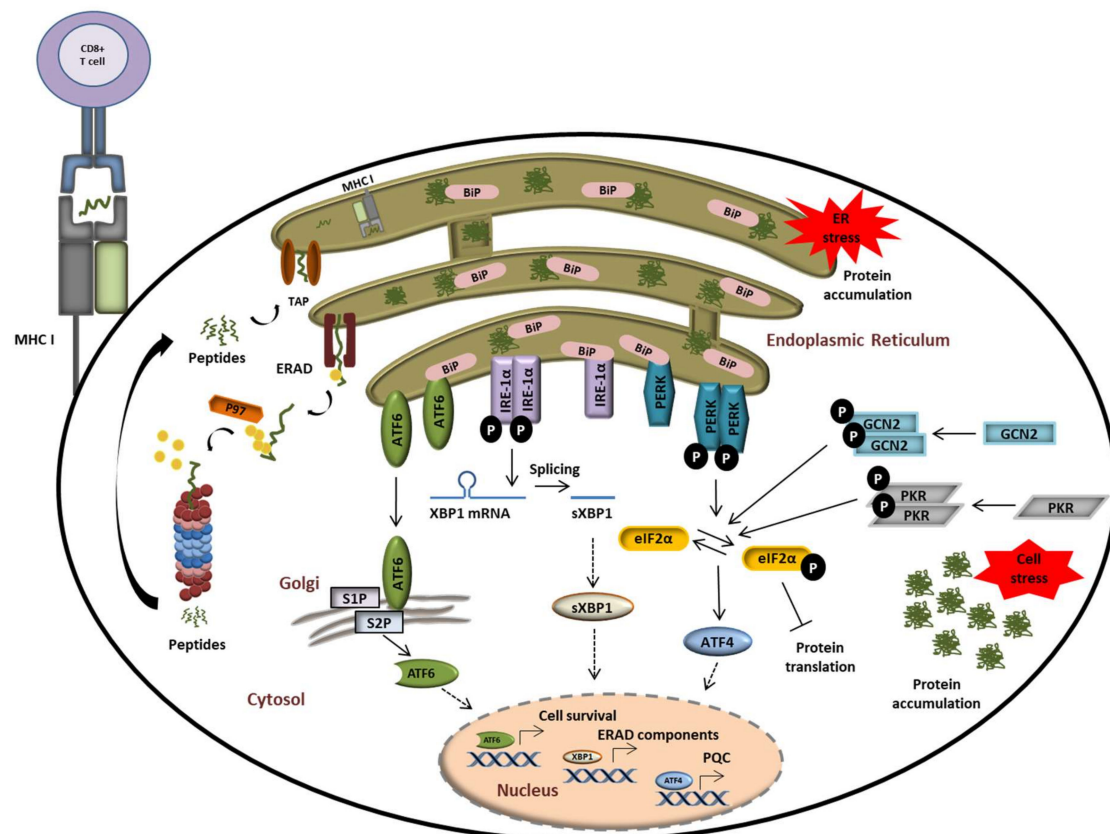 CD8+
T cell
MHC I
MHC I
BiP
BiP
BiP
ER
stress
Protein
accumulation
TAP
BiP
BiP
BiP
Peptides
ERAD
Endoplasmic Reticulum
BiP
BiP
BiP
BiP
BiP
P97
ATF6
ATF6
IRE-1α
IRE-1α
IRE-1α
PERK
PERK
PERK
P
P
P
P
P
GCN2
P
GCN2
GCN2
P
PKR
P
PKR
PKR
Splicing
XBP1 mRNA
sXBP1
eIF2α
eIF2α
P
Cell
stress
Golgi
ATF6
S1P
S2P
sXBP1
ATF4
Protein
translation
Peptides
Protein
accumulation
Cytosol
ATF6
Cell survival
ERAD components
PQC
ATF6
XBP1
ATF4
Nucleus